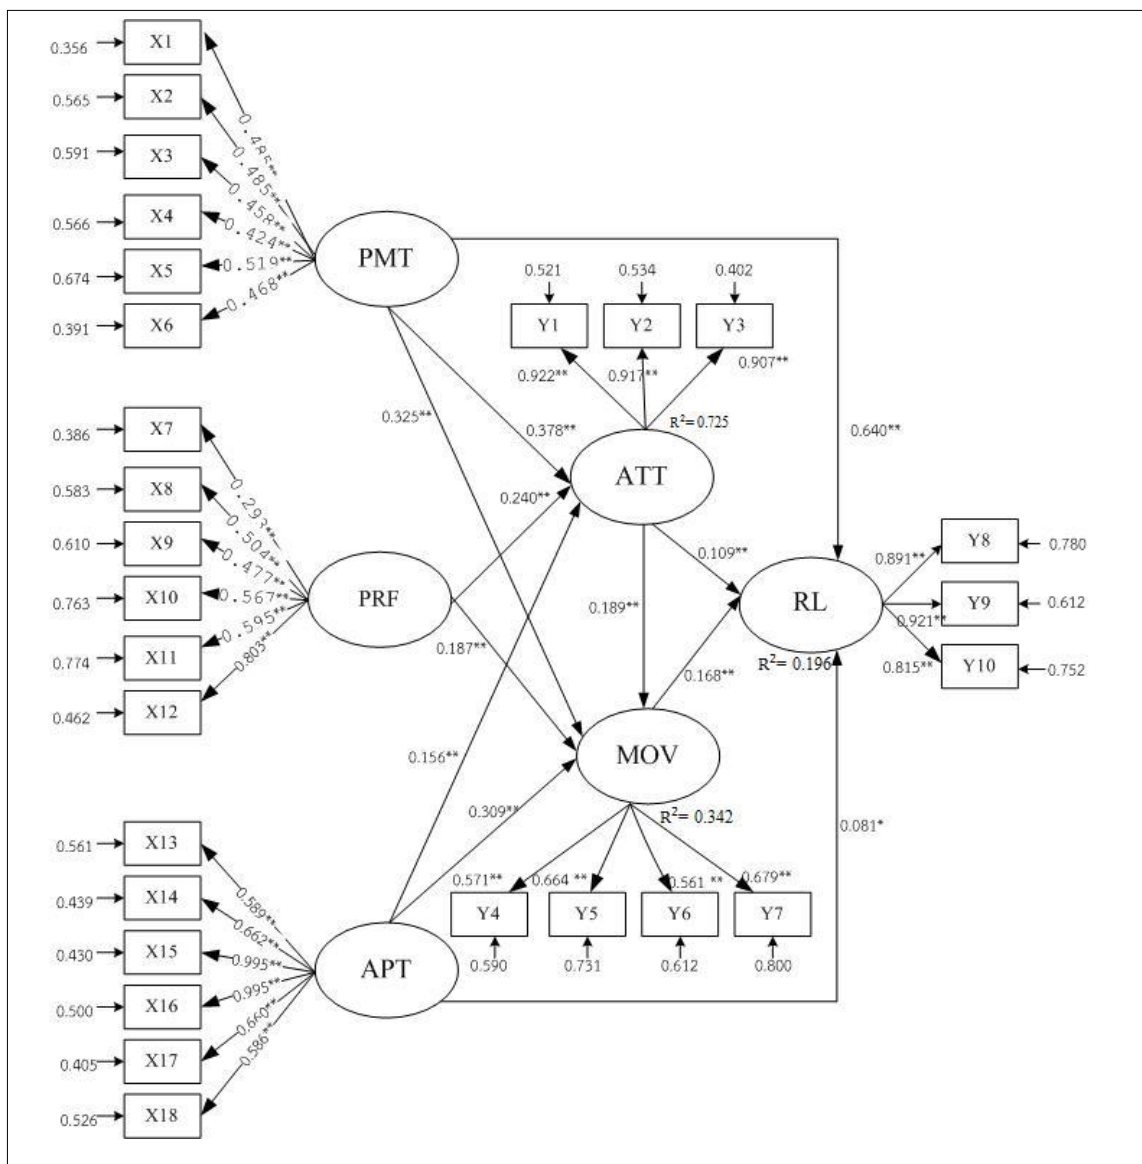 0.356 X1
0.565 X2
0.591 X3
0.566 X4
0.674 X5
0.391 X6
0.485**
0.485**
0.458**
0.424**
0.519**
0.468**
PMT
0.386 X7
0.583 X8
0.610 X9
0.763 X10
0.774 X11
0.462 X12
0.293**
0.504**
0.477**
0.567**
0.595**
0.803**
PRF
0.561 X13
0.439 X14
0.430 X15
0.500 X16
0.405 X17
0.526 X18
0.589**
0.662**
0.995**
0.995**
0.660**
0.586**
APT
0.325**
0.378**
0.240**
0.187**
0.156**
0.309**
0.521 0.534 0.402
Y1 Y2 Y3
0.922** 0.917** 0.907**
R²= 0.725
ATT
0.640**
0.109**
0.189**
0.168**
RL
R²= 0.196
0.891** Y8 0.780
0.921** Y9 0.612
0.815** Y10 0.752
MOV
R²= 0.342
0.081*
0.571** 0.664 ** 0.561 ** 0.679**
Y4 Y5 Y6 Y7
0.590 0.731 0.612 0.800